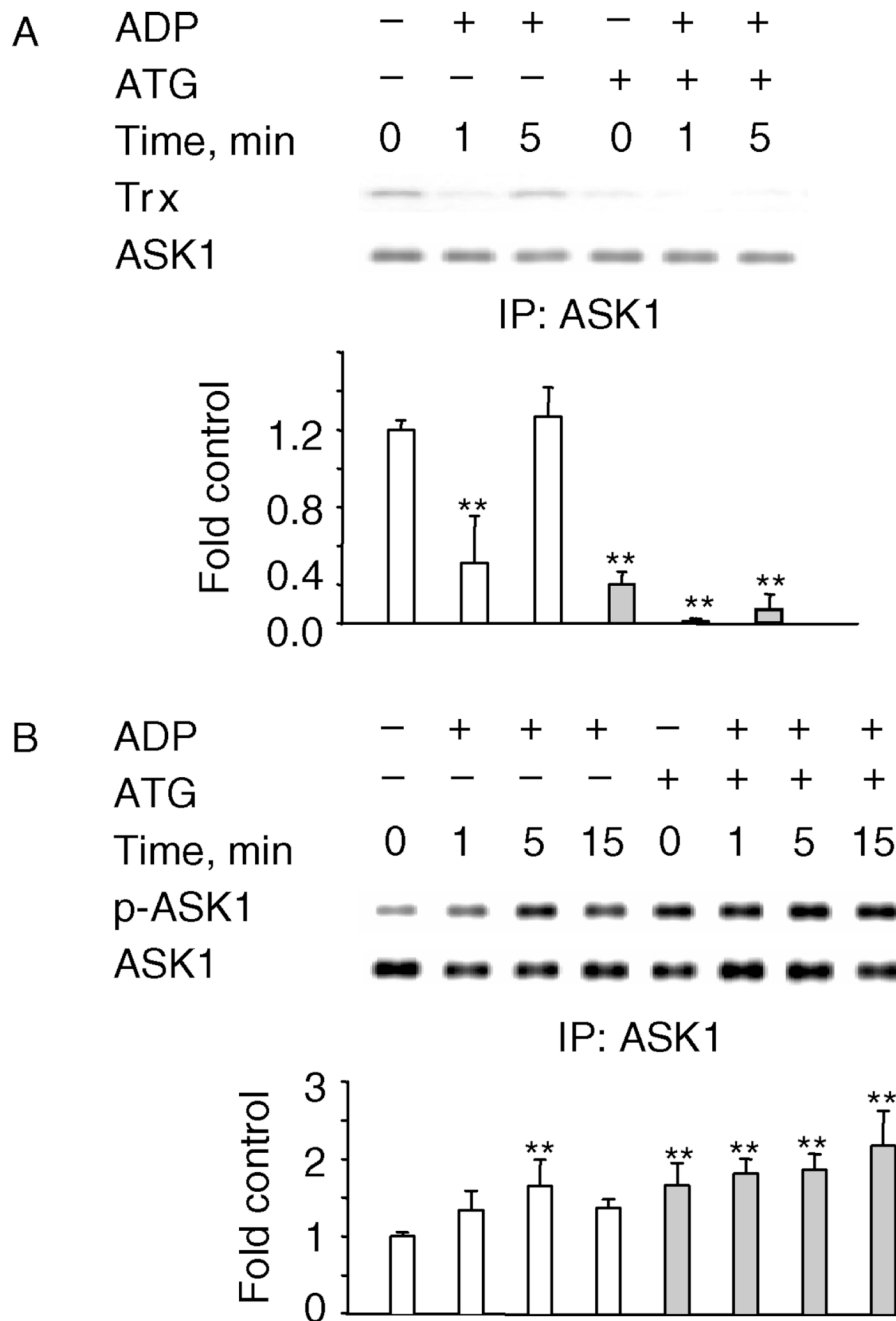 A ADP − + + − + +
ATG − − − + + +
Time, min 0 1 5 0 1 5
Trx
ASK1
IP: ASK1
Fold control
1.2
0.8
0.4
0.0
**
**
**
**
B ADP − + + + − + + +
ATG − − − − + + + +
Time, min 0 1 5 15 0 1 5 15
p-ASK1
ASK1
IP: ASK1
Fold control
3
2
1
0
**
**
**
**
**